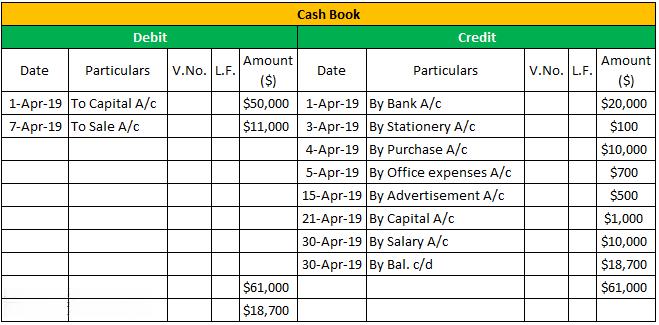 Cash Book
Debit Credit
Date Particulars V.No. L.F. Amount ($) Date Particulars V.No. L.F. Amount ($)
1-Apr-19 To Capital A/c $50,000 1-Apr-19 By Bank A/c $20,000
7-Apr-19 To Sale A/c $11,000 3-Apr-19 By Stationery A/c $100
4-Apr-19 By Purchase A/c $10,000
5-Apr-19 By Office expenses A/c $700
15-Apr-19 By Advertisement A/c $500
21-Apr-19 By Capital A/c $1,000
30-Apr-19 By Salary A/c $10,000
30-Apr-19 By Bal. c/d $18,700
$61,000 $61,000
$18,700